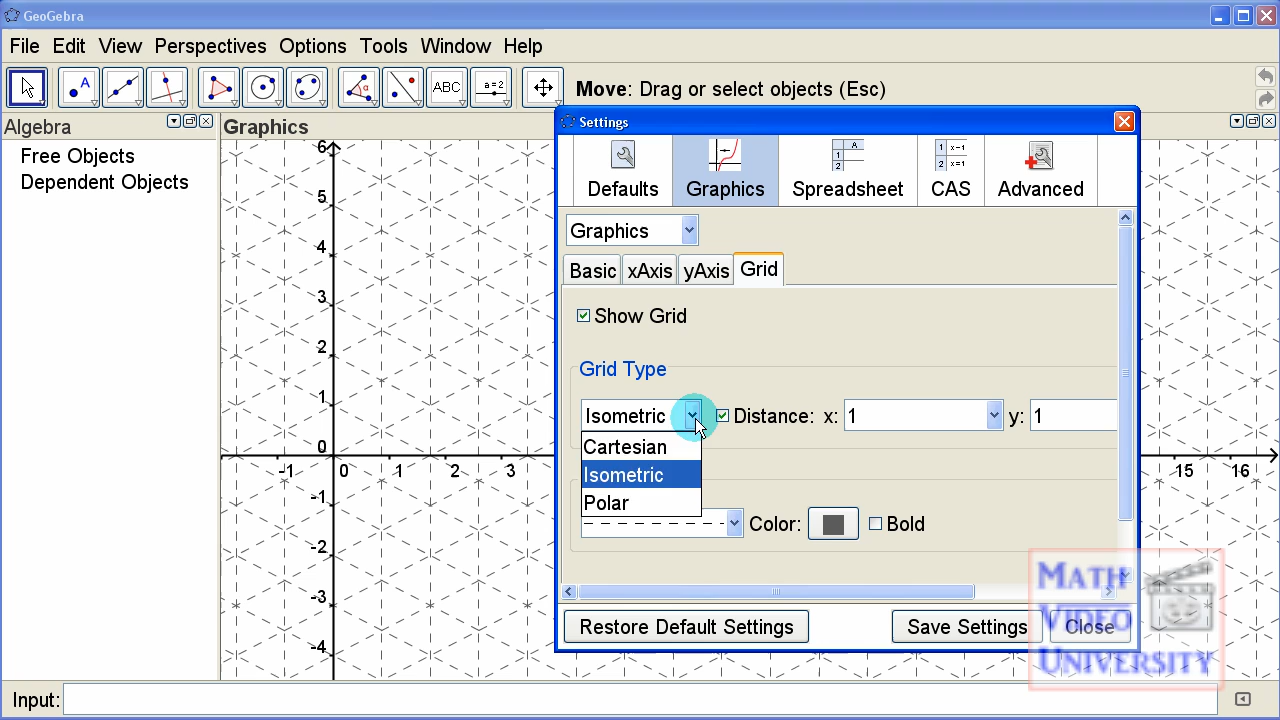 GeoGebra
File Edit View Perspectives Options Tools Window Help
A ABC a=2 Move: Drag or select objects (Esc)
Algebra
Free Objects
Dependent Objects
Graphics
6
5
4
3
2
1
0
-1
-2
-3
-4
-1 0 1 2 3 15 16
Settings
Defaults Graphics Spreadsheet CAS Advanced
Graphics
Basic xAxis yAxis Grid
Show Grid
Grid Type
Isometric Distance: x: 1 y: 1
Cartesian
Isometric
Polar
Color: Bold
Restore Default Settings Save Settings Close
Math
Video
University
Input: